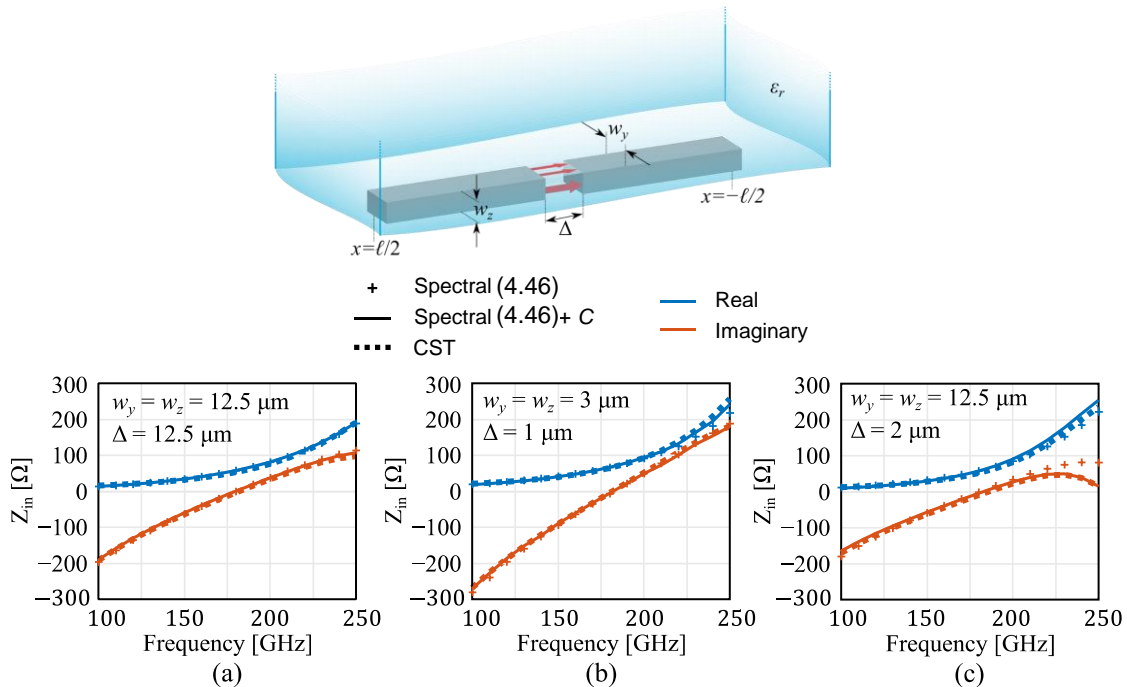 εᵣ
w_y
w_z
Δ
x=ℓ/2
x=−ℓ/2
+ Spectral (4.46)
Spectral (4.46)+ C
CST
Real
Imaginary
Z_in [Ω]
300
200
100
0
−100
−200
−300
w_y = w_z = 12.5 μm
Δ = 12.5 μm
100 150 200 250
Frequency [GHz]
(a)
Z_in [Ω]
300
200
100
0
−100
−200
−300
w_y = w_z = 3 μm
Δ = 1 μm
100 150 200 250
Frequency [GHz]
(b)
Z_in [Ω]
300
200
100
0
−100
−200
−300
w_y = w_z = 12.5 μm
Δ = 2 μm
100 150 200 250
Frequency [GHz]
(c)